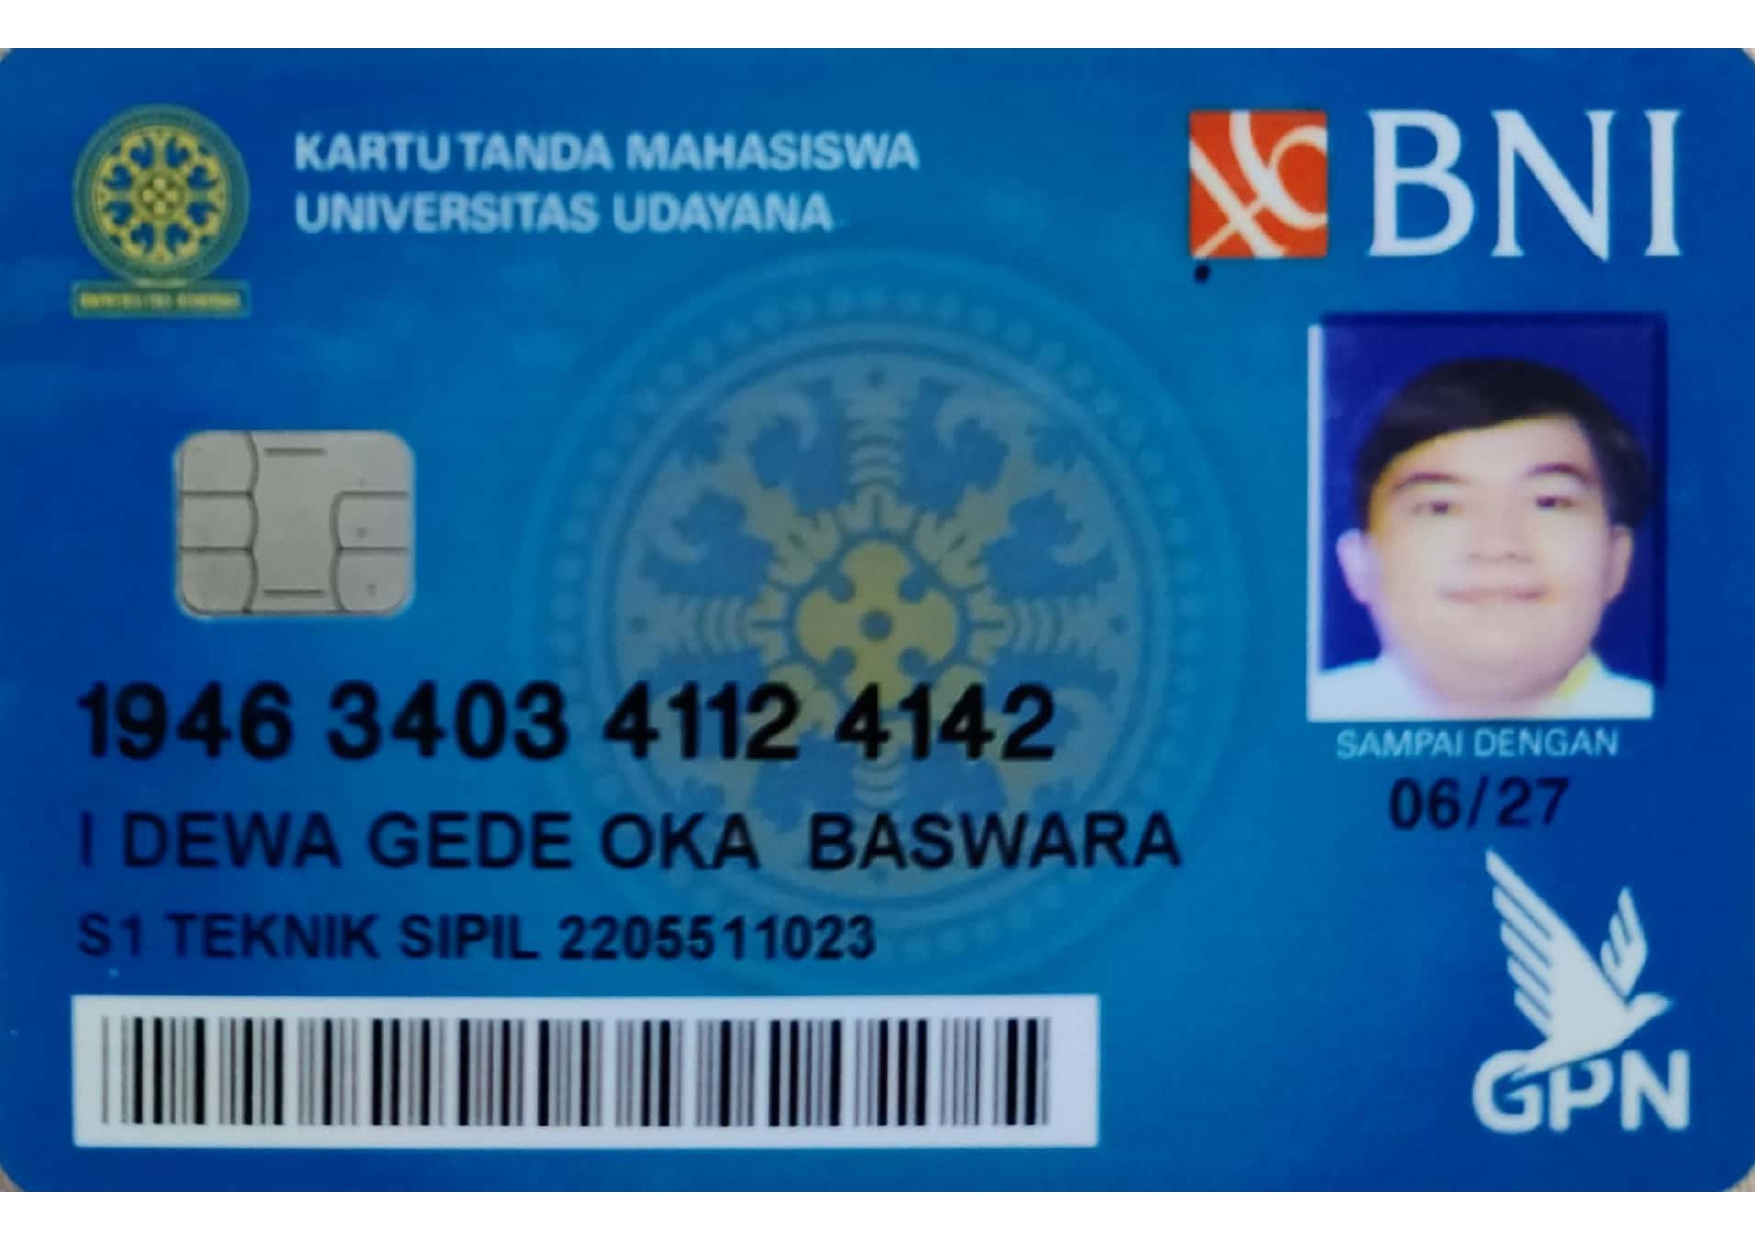 KARTU TANDA MAHASISWA
UNIVERSITAS UDAYANA
BNI
1946 3403 4112 4142
SAMPAI DENGAN
06/27
I DEWA GEDE OKA BASWARA
S1 TEKNIK SIPIL 2205511023
GPN